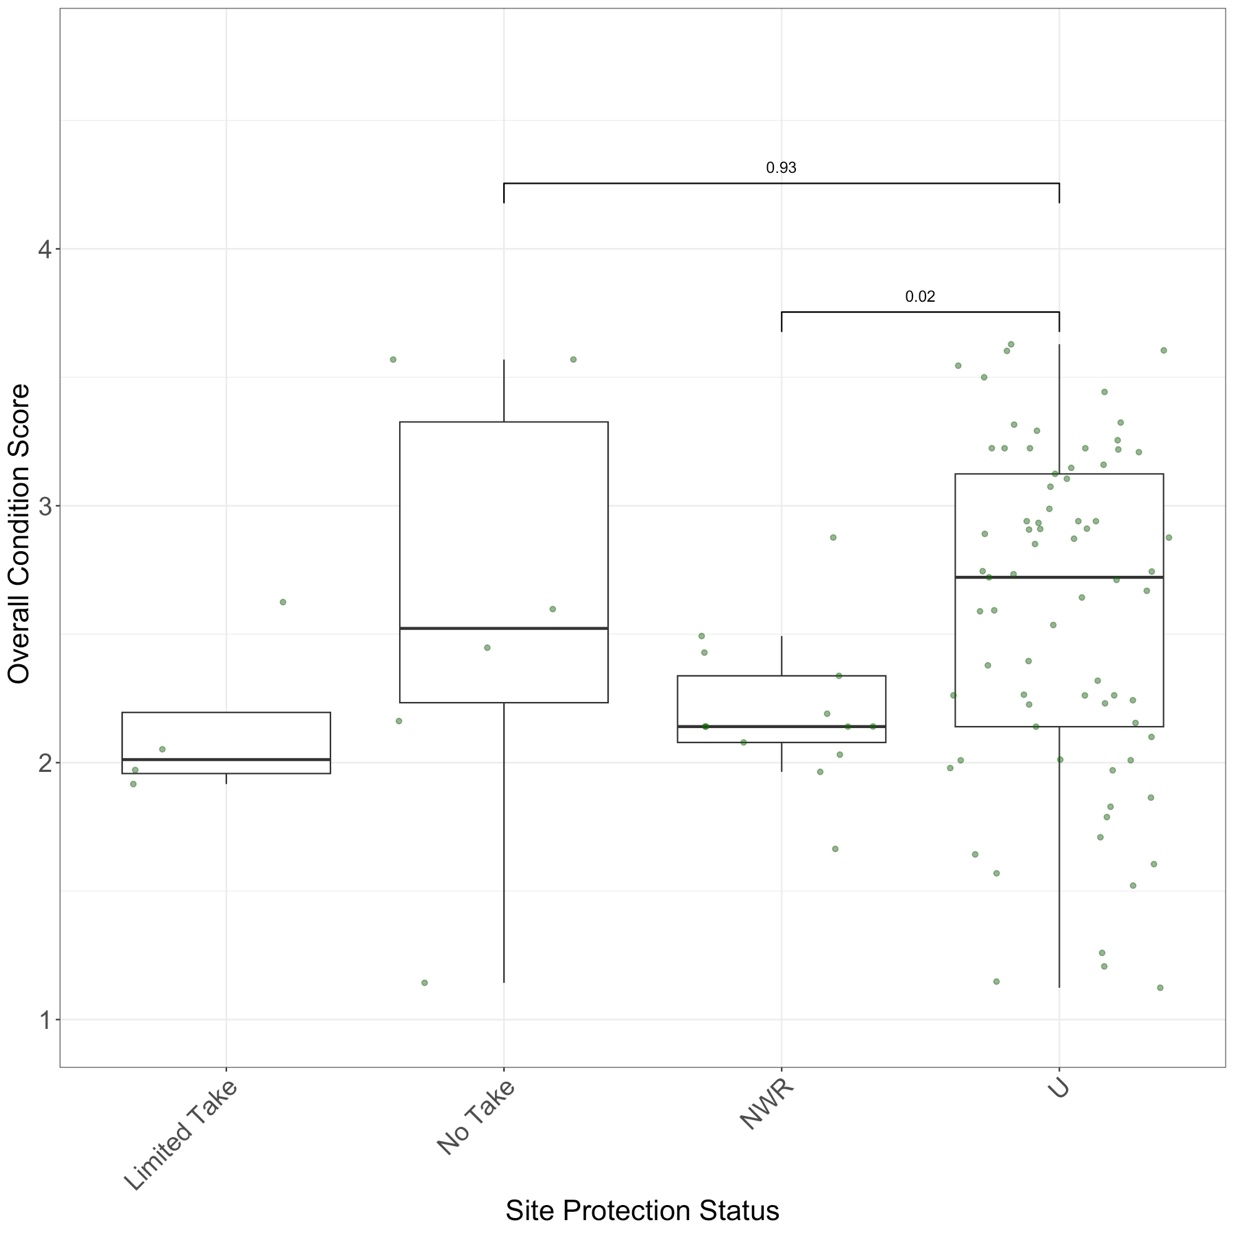 0.93
4
0.02
3
2
1
Overall Condition Score
Limited Take
No Take
NWR
U
Site Protection Status